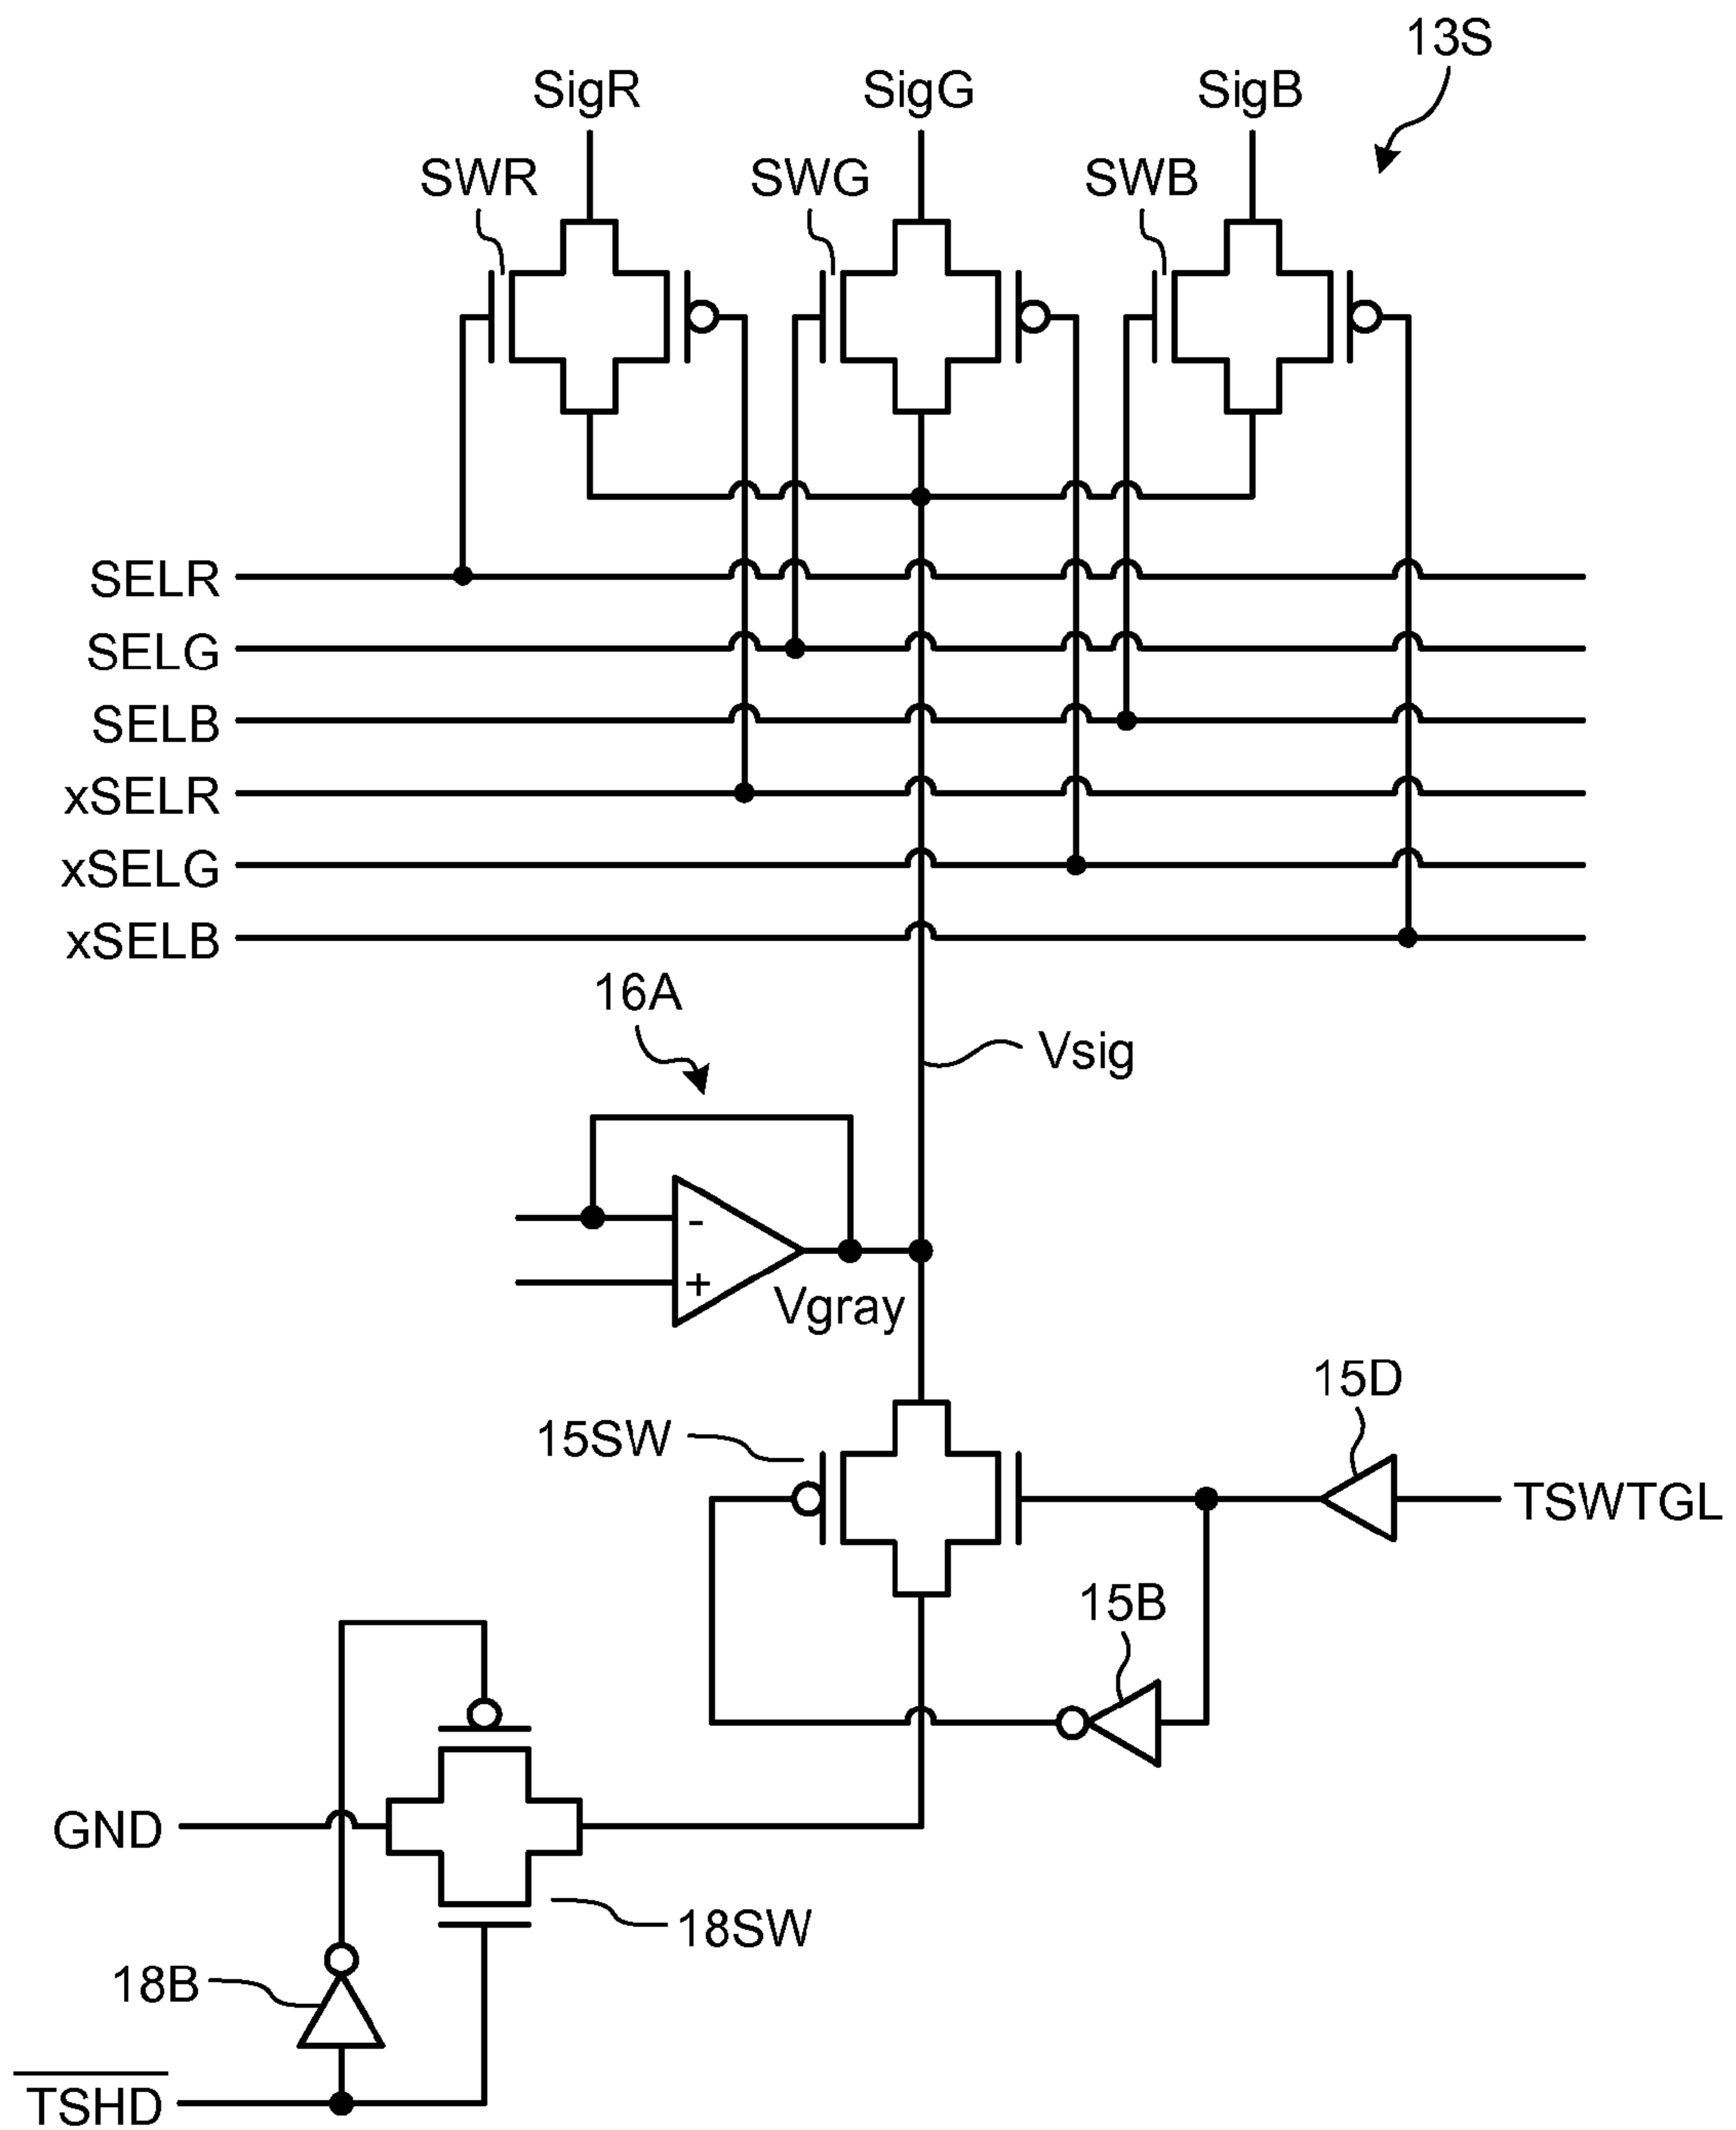 13S
SigR SigG SigB
SWR SWG SWB
SELR
SELG
SELB
xSELR
xSELG
xSELB
16A
Vsig
-
+
Vgray
15D
15SW
TSWTGL
15B
GND
18SW
18B
TSHD